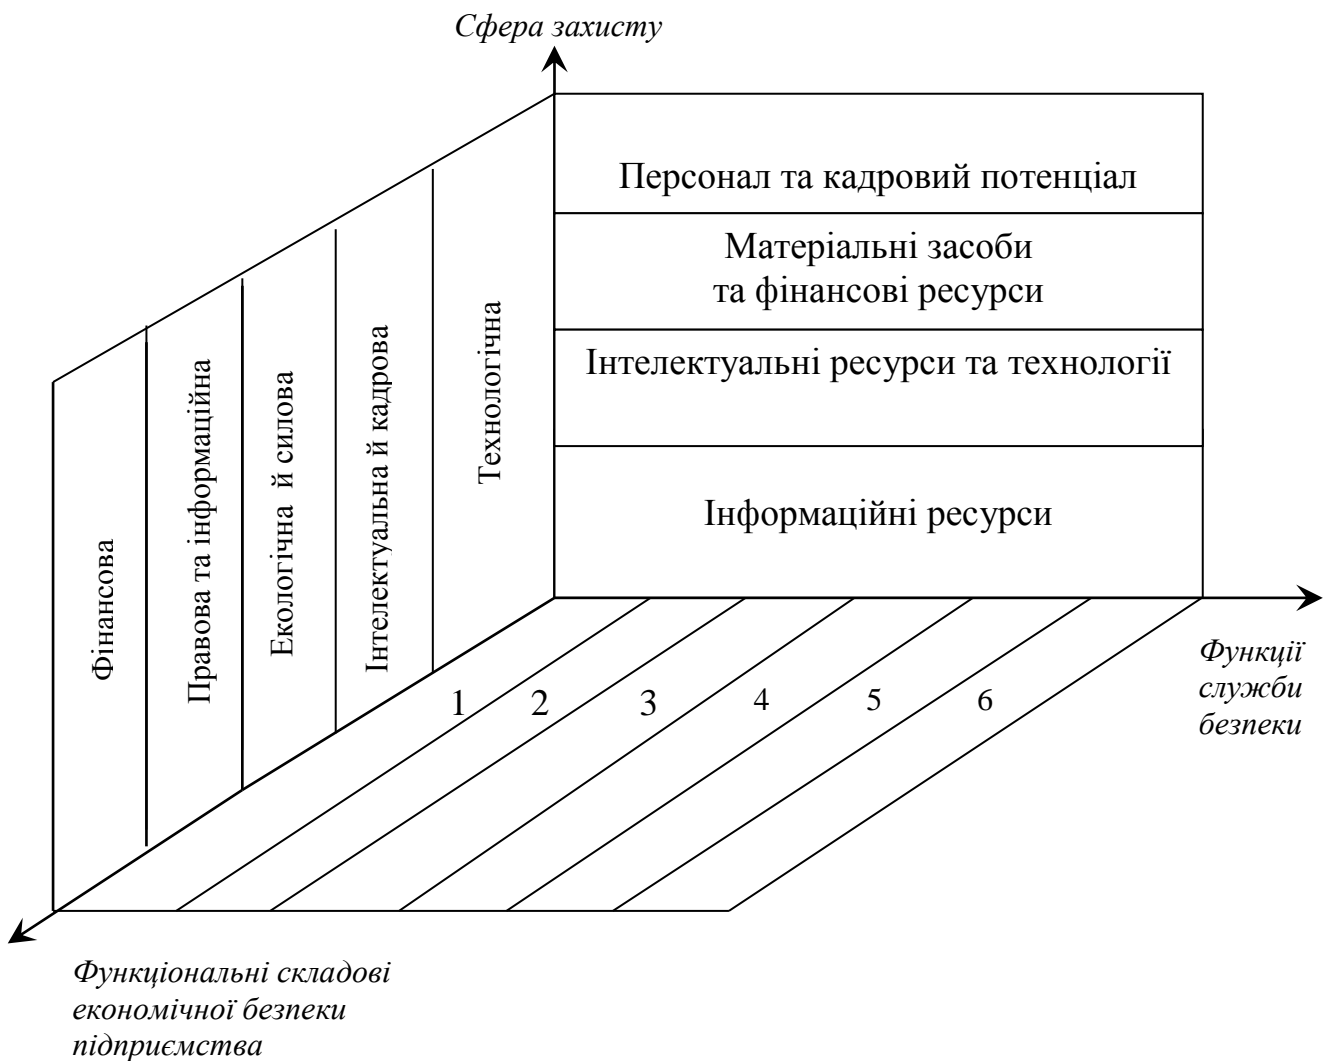 Сфера захисту
Персонал та кадровий потенціал
Матеріальні засоби
та фінансові ресурси
Інтелектуальні ресурси та технології
Інформаційні ресурси
Фінансова
Правова та інформаційна
Екологічна й силова
Інтелектуальна й кадрова
Технологічна
1 2 3 4 5 6
Функції
служби
безпеки
Функціональні складові
економічної безпеки
підприємства